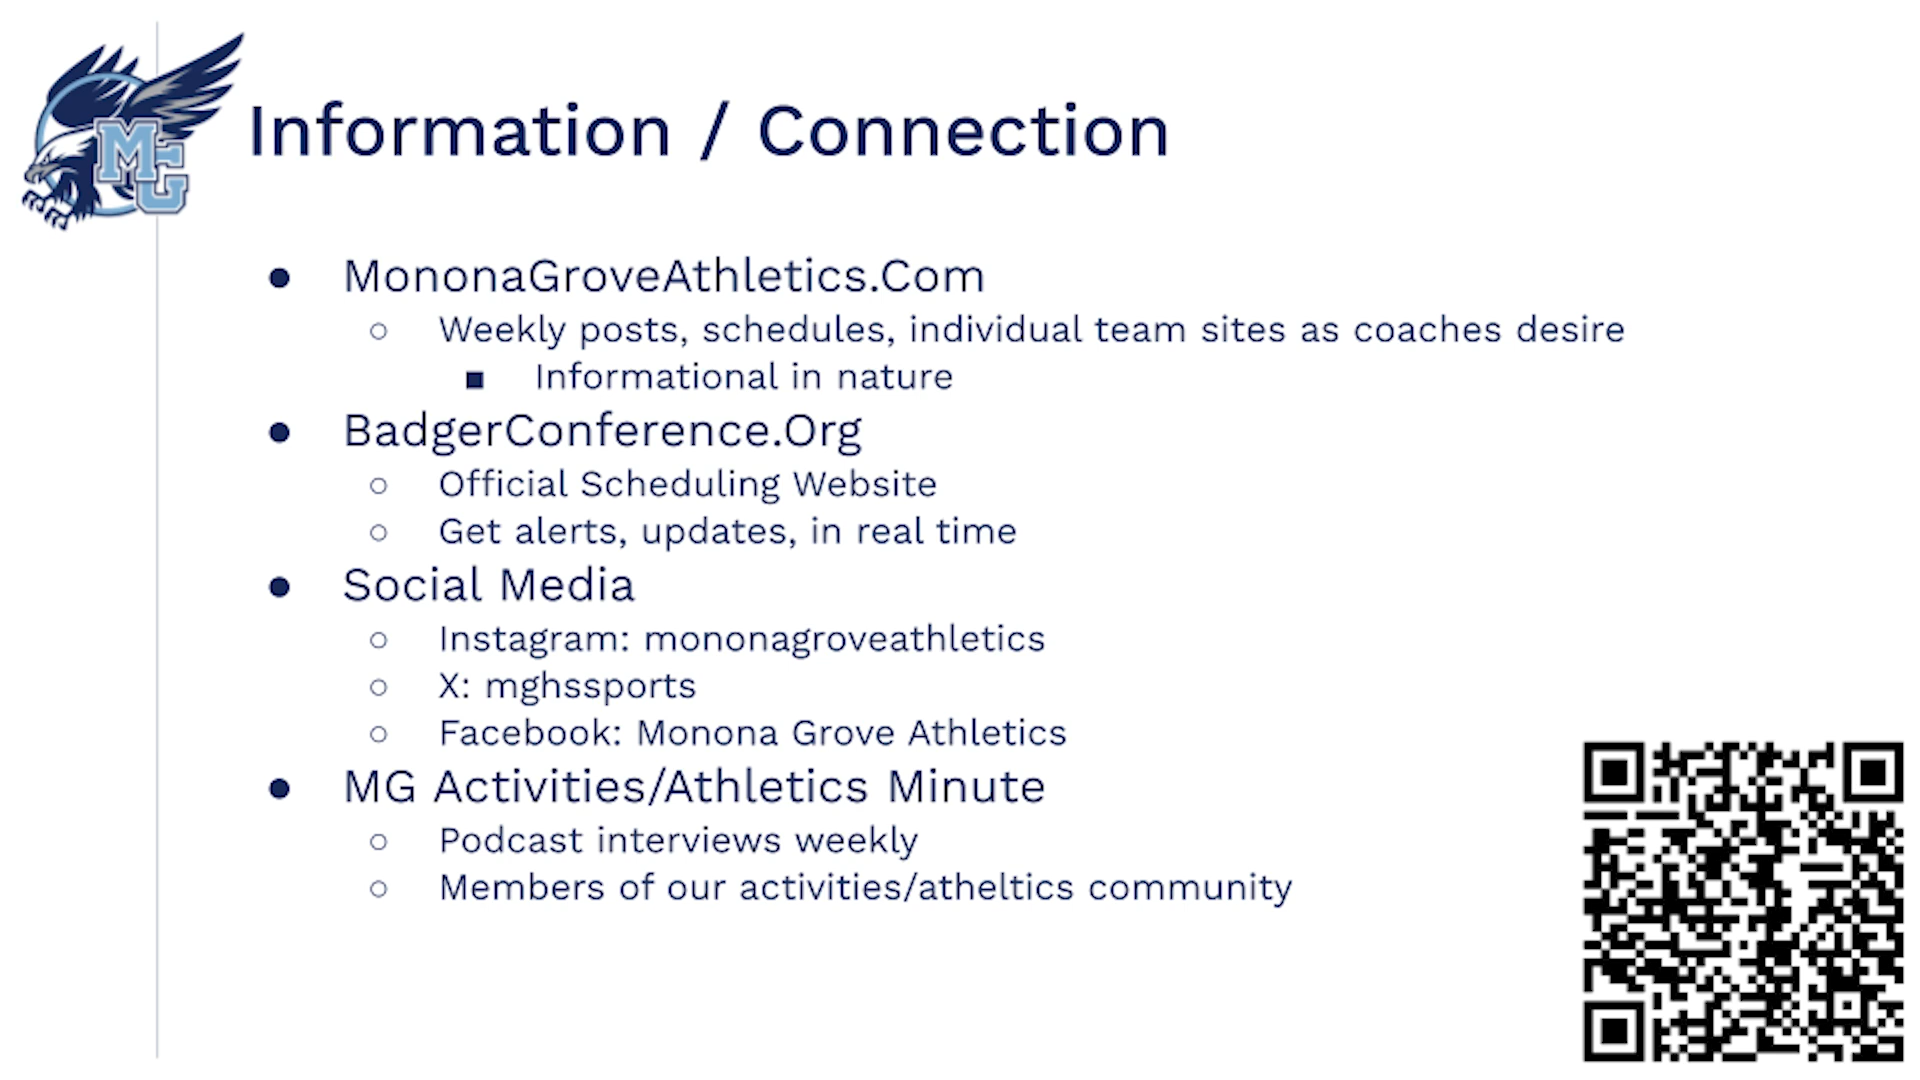 MG
Information / Connection
MononaGroveAthletics.Com
Weekly posts, schedules, individual team sites as coaches desire
Informational in nature
BadgerConference.Org
Official Scheduling Website
Get alerts, updates, in real time
Social Media
Instagram: mononagroveathletics
X: mghssports
Facebook: Monona Grove Athletics
MG Activities/Athletics Minute
Podcast interviews weekly
Members of our activities/atheltics community